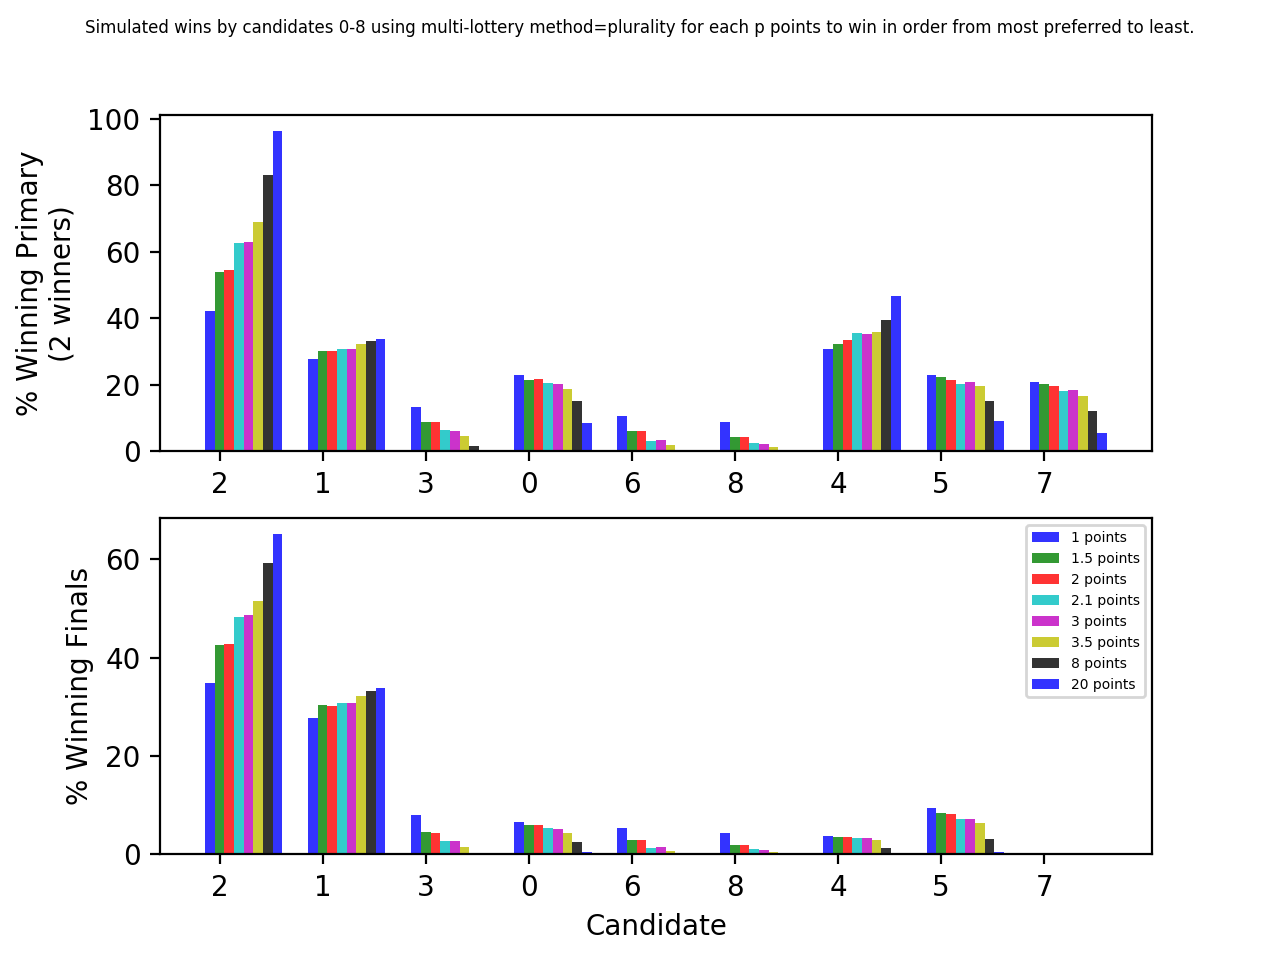 Simulated wins by candidates 0-8 using multi-lottery method=plurality for each p points to win in order from most preferred to least.
% Winning Primary
(2 winners)
100
80
60
40
20
0
2 1 3 0 6 8 4 5 7
% Winning Finals
60
40
20
0
1 points
1.5 points
2 points
2.1 points
3 points
3.5 points
8 points
20 points
2 1 3 0 6 8 4 5 7
Candidate